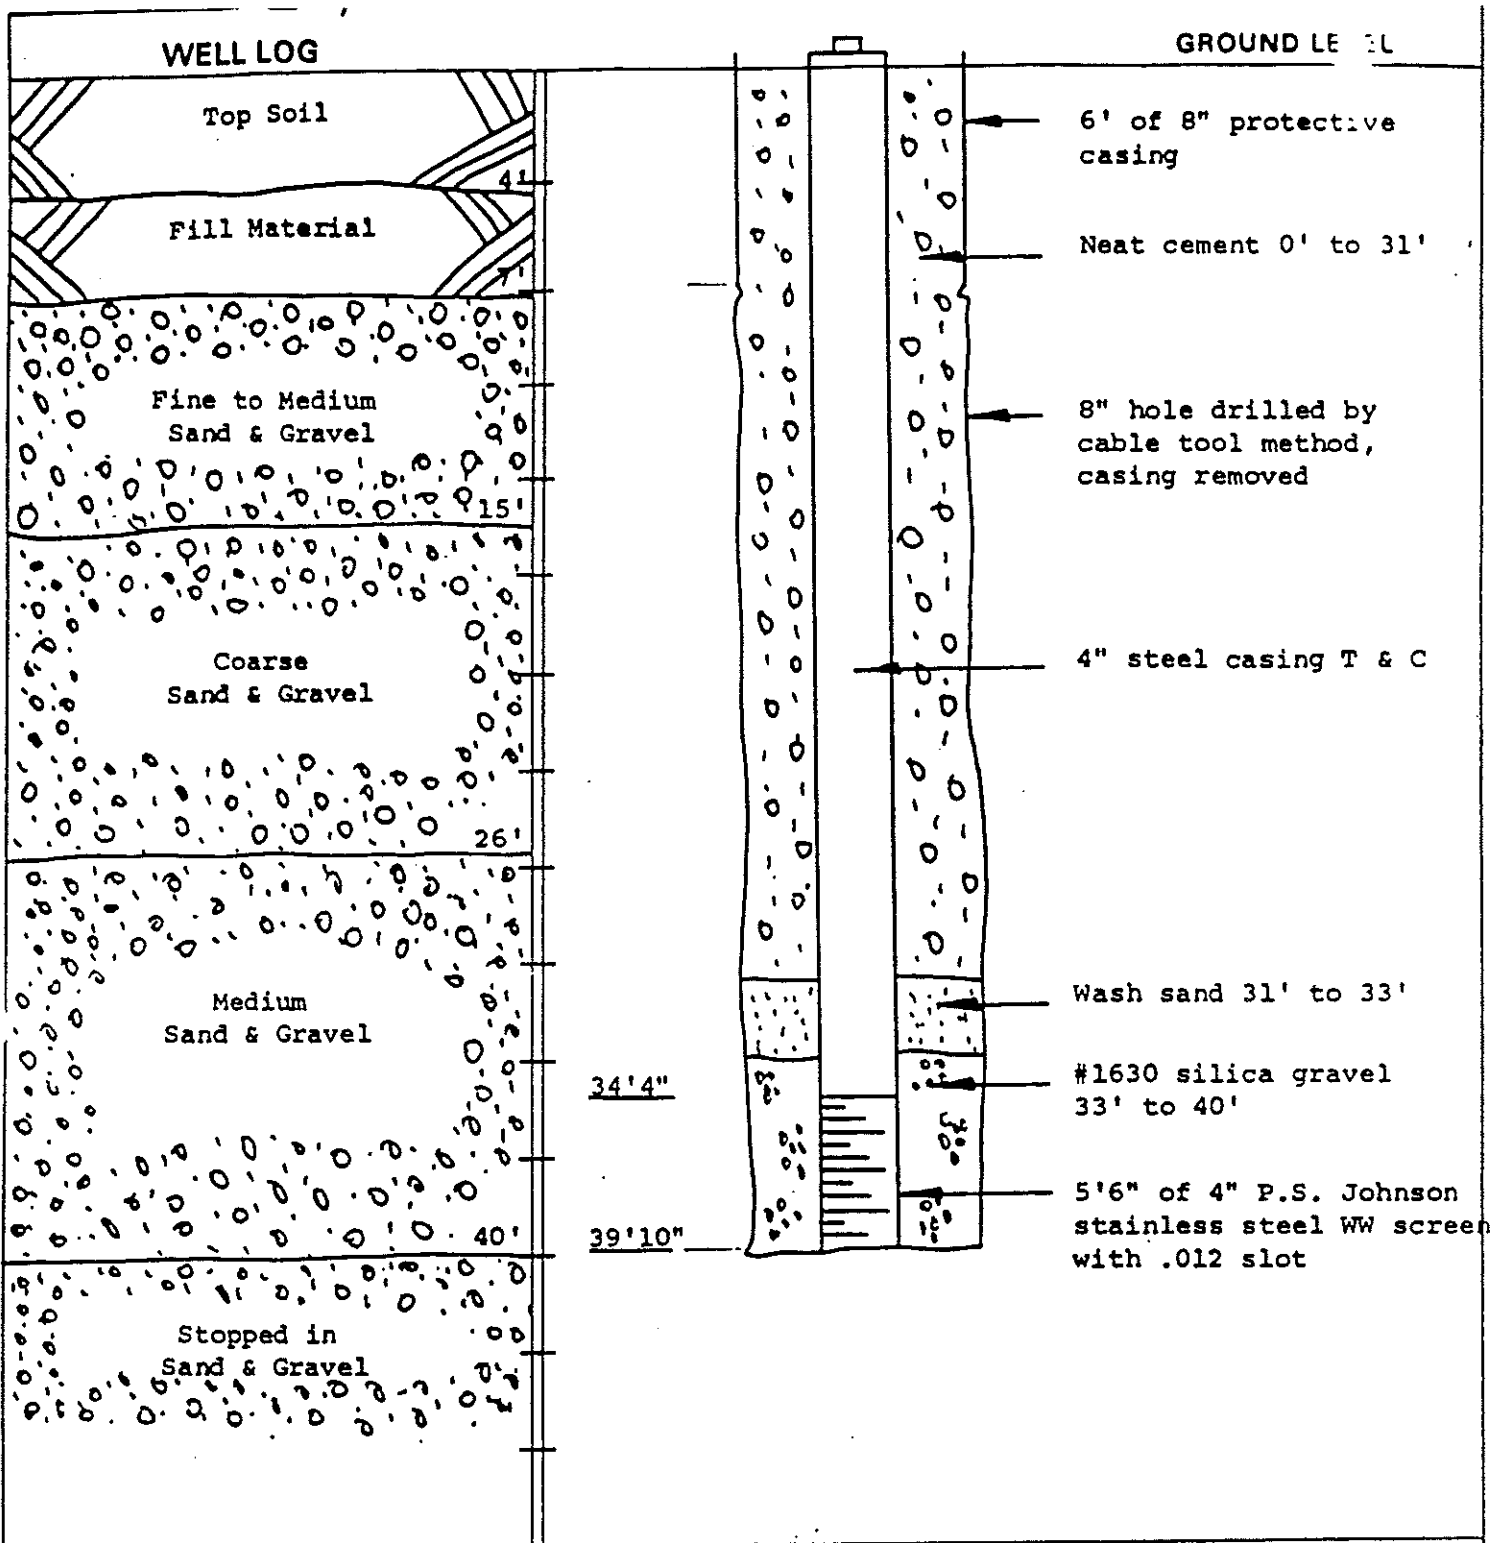 WELL LOG
GROUND LE EL
Top Soil
4'
Fill Material
7'
Fine to Medium
Sand & Gravel
15'
Coarse
Sand & Gravel
26'
Medium
Sand & Gravel
40'
Stopped in
Sand & Gravel
34'4"
39'10"
6' of 8" protective
casing
Neat cement 0' to 31'
8" hole drilled by
cable tool method,
casing removed
4" steel casing T & C
Wash sand 31' to 33'
#1630 silica gravel
33' to 40'
5'6" of 4" P.S. Johnson
stainless steel WW screen
with .012 slot